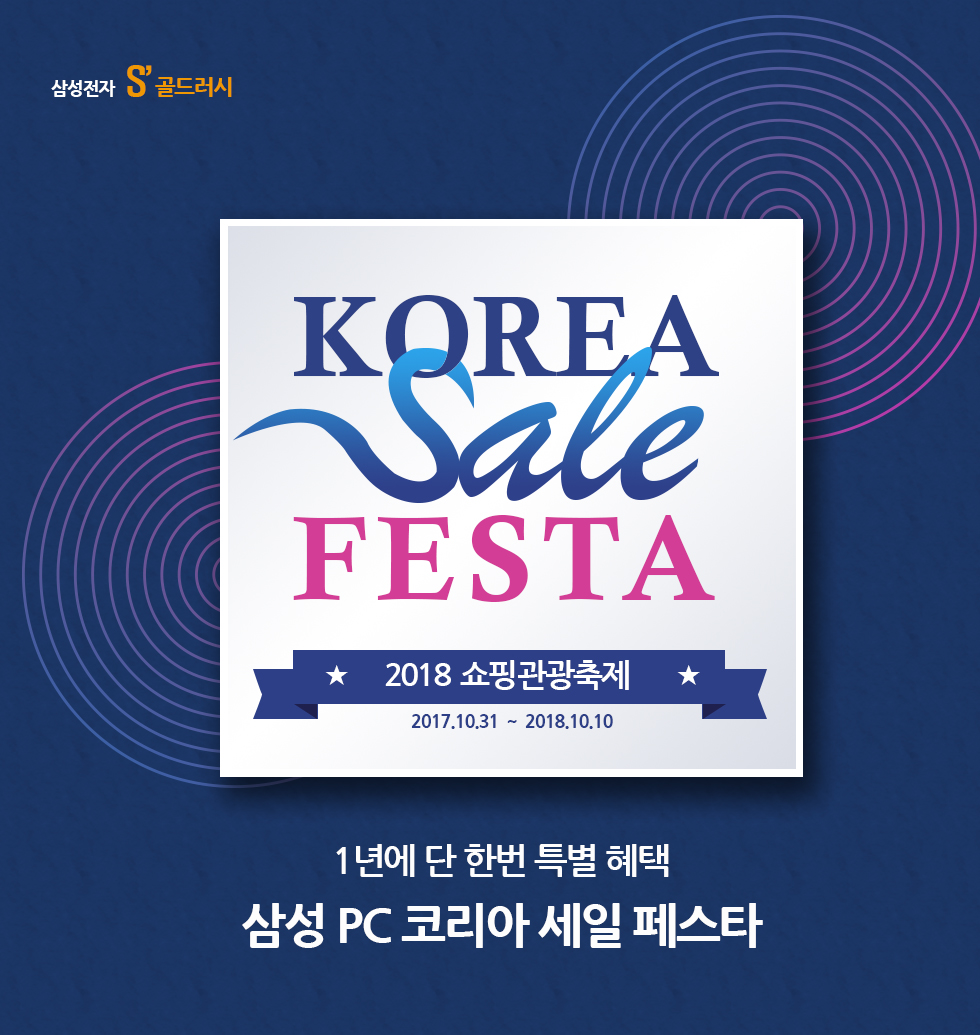 삼성전자 S' 골드러시
KOREA
Sale
FESTA
★ 2018 쇼핑관광축제 ★
2017.10.31 ~ 2018.10.10
1년에 단 한번 특별 혜택
삼성 PC 코리아 세일 페스타